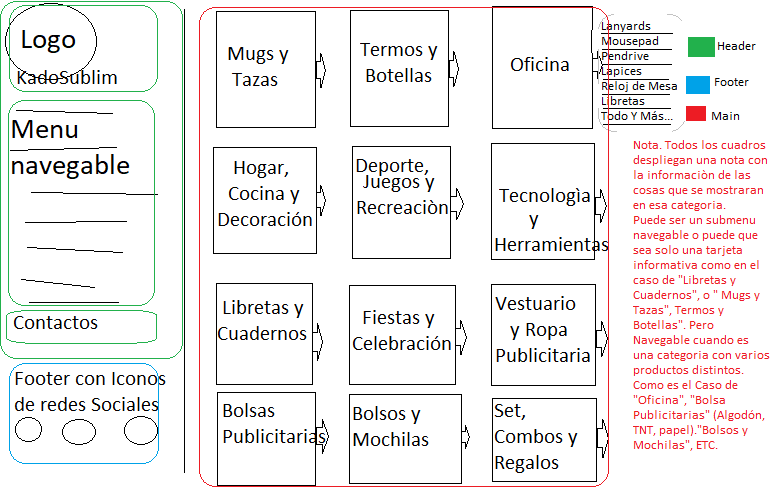 Logo
KadoSublim
Menu
navegable
Contactos
Footer con Iconos
de redes Sociales
Mugs y
Tazas
Termos y
Botellas
Oficina
Lanyards
Mousepad
Pendrive
Lapices
Reloj de Mesa
Libretas
Todo Y Más...
Hogar,
Cocina y
Decoración
Deporte,
Juegos y
Recreaciòn
Tecnologìa
y
Herramientas
Libretas y
Cuadernos
Fiestas y
Celebración
Vestuario
y Ropa
Publicitaria
Bolsas
Publicitarias
Bolsos y
Mochilas
Set,
Combos y
Regalos
Header
Footer
Main
Nota. Todos los cuadros
despliegan una nota con
la informaciòn de las
cosas que se mostraran
en esa categoria.
Puede ser un submenu
navegable o puede que
sea solo una tarjeta
informativa como en el
caso de "Libretas y
Cuadernos", o " Mugs y
Tazas", Termos y
Botellas". Pero
Navegable cuando es
una categoria con varios
productos distintos.
Como es el Caso de
"Oficina", "Bolsa
Publicitarias" (Algodón,
TNT, papel)."Bolsos y
Mochilas", ETC.